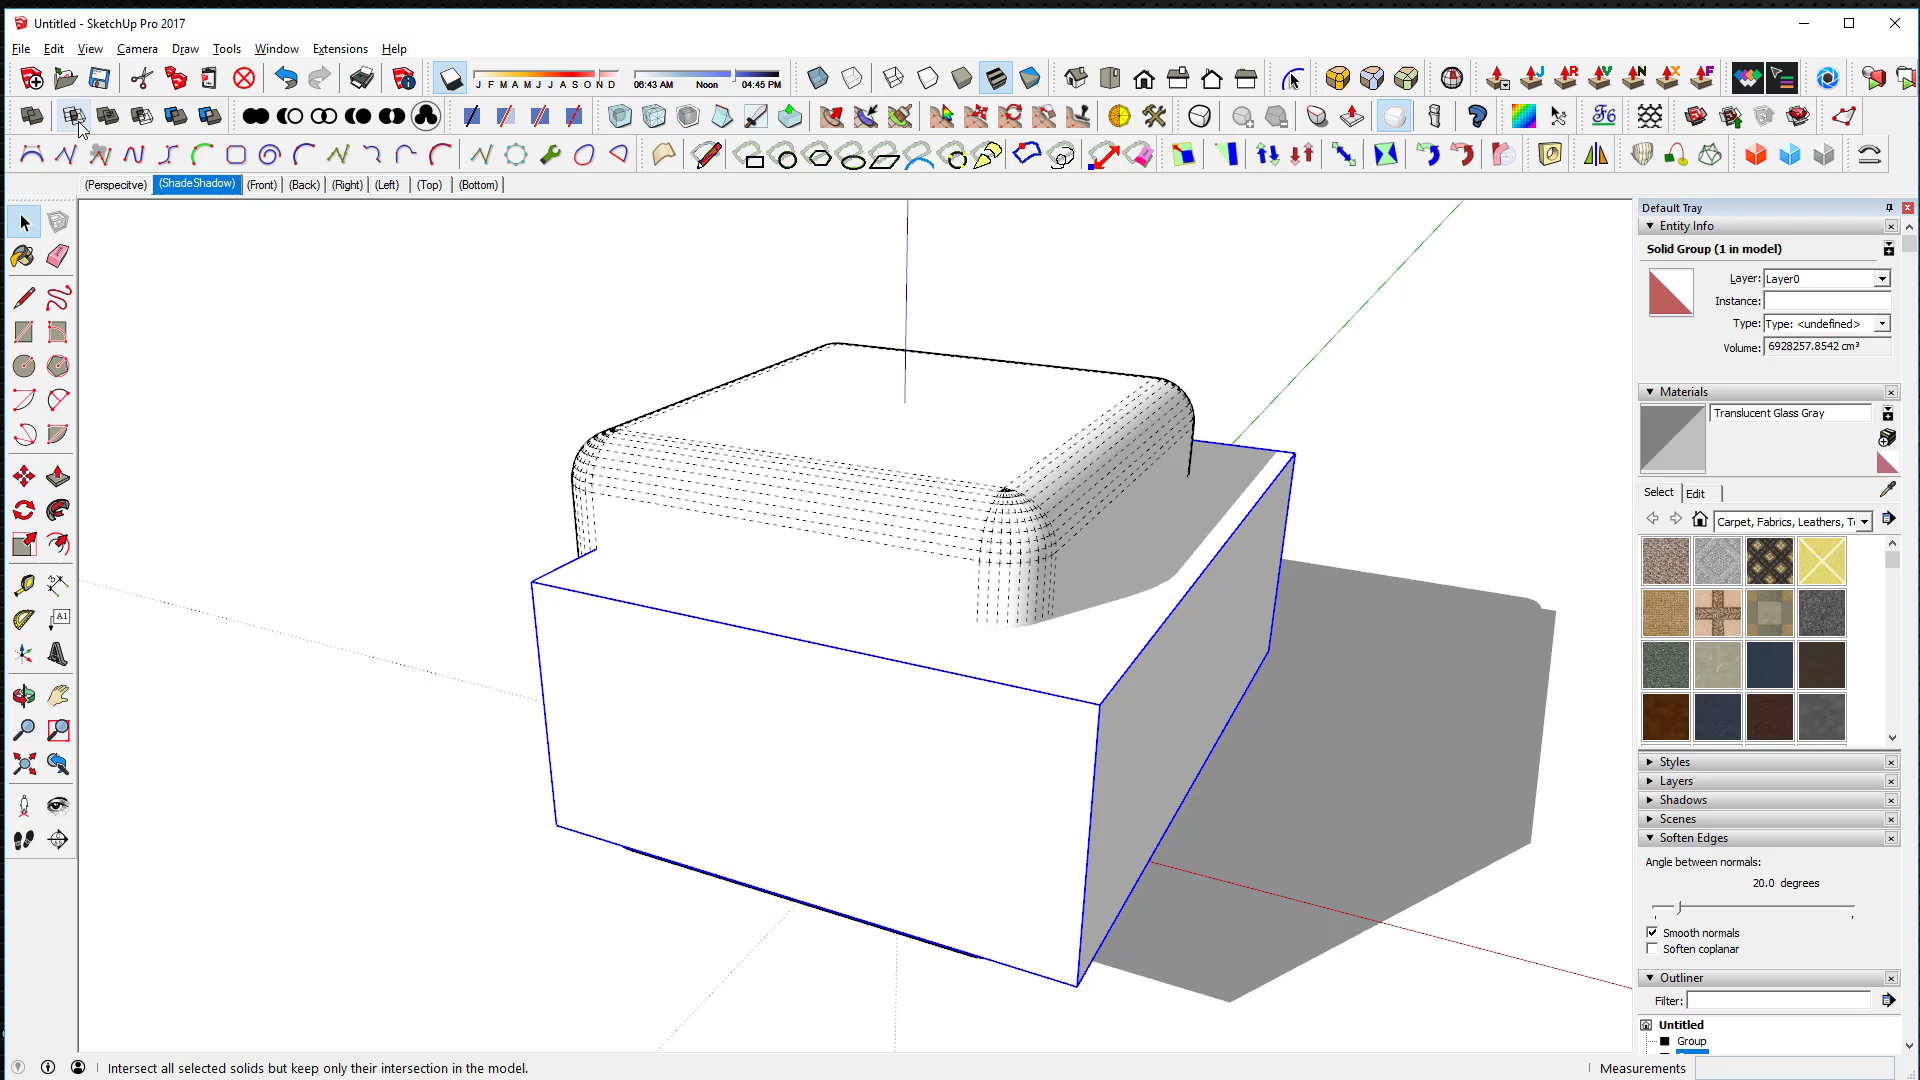 Untitled - SketchUp Pro 2017
File Edit View Camera Draw Tools Window Extensions Help
J F M A M J J A S O N D
06:43 AM Noon 04:45 PM
J R V N X F
F6
(Perspecitve) (ShadeShadow) (Front) (Back) (Right) (Left) (Top) (Bottom)
Default Tray
Entity Info
Solid Group (1 in model)
Layer: Layer0
Instance:
Type: Type: <undefined>
Volume: 6928257.8542 cm³
Materials
Translucent Glass Gray
Select Edit
Carpet, Fabrics, Leathers, T
A1
Styles
Layers
Shadows
Scenes
Soften Edges
Angle between normals:
20.0 degrees
Smooth normals
Soften coplanar
Outliner
Filter:
Untitled
Group
Intersect all selected solids but keep only their intersection in the model.
Measurements